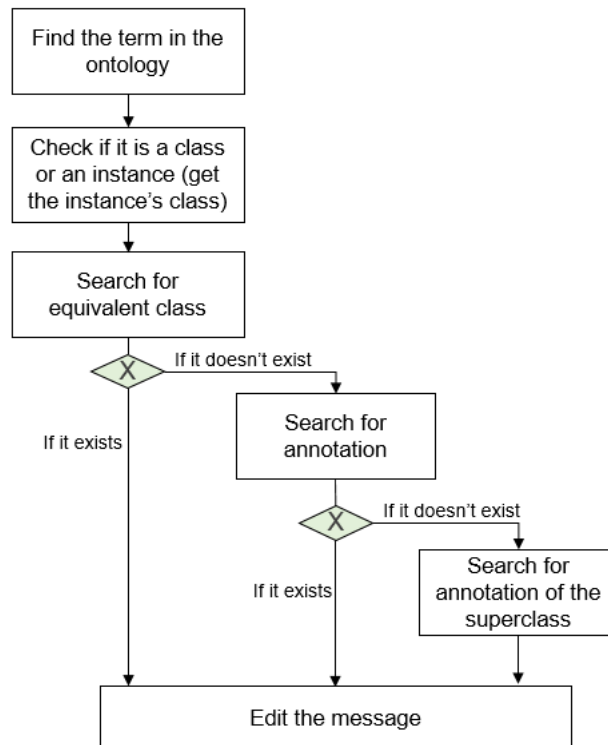 Find the term in the
ontology
Check if it is a class
or an instance (get
the instance's class)
Search for
equivalent class
X
If it doesn't exist
Search for
annotation
If it exists
X
If it doesn't exist
Search for
annotation of the
superclass
If it exists
Edit the message